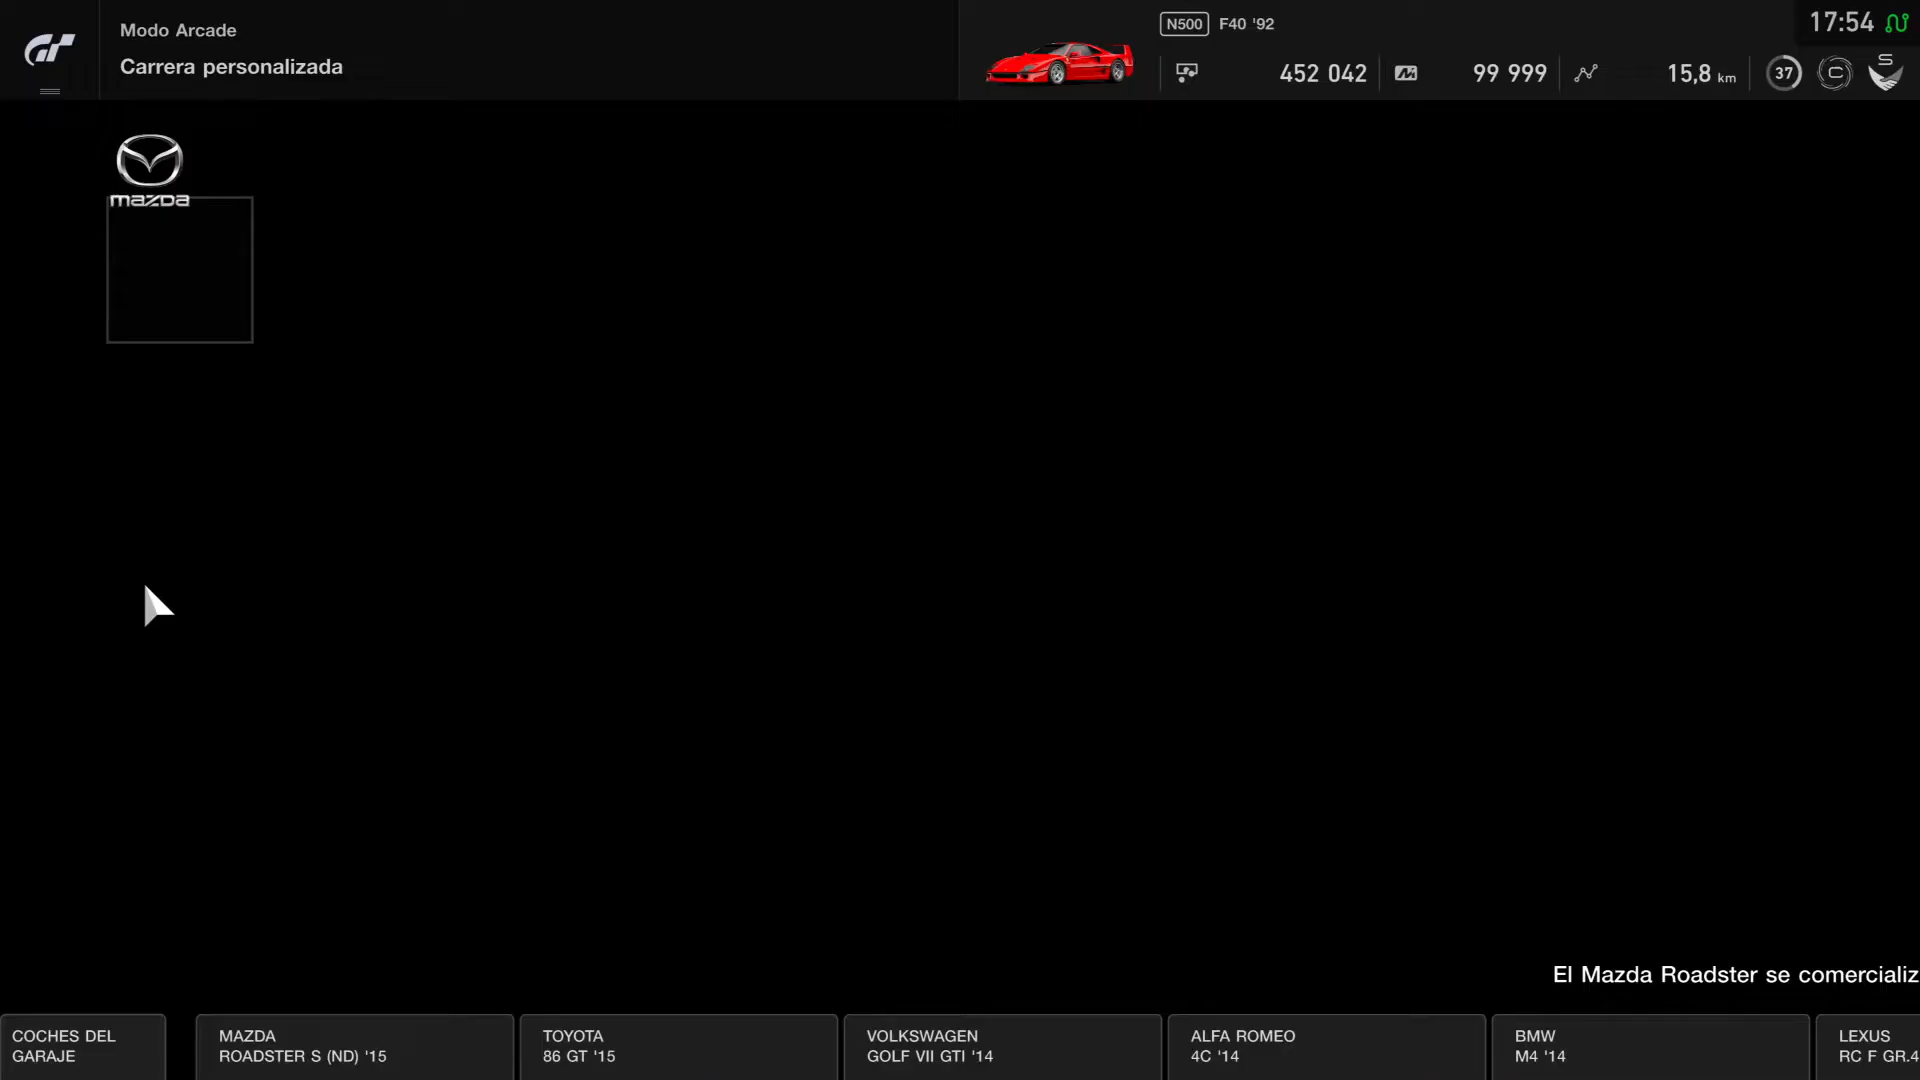 Modo Arcade
Carrera personalizada
N500 F40 '92
452 042
99 999
15,8 km
37
C
S
17:54
mazda
El Mazda Roadster se comercializ
COCHES DEL
GARAJE
MAZDA
ROADSTER S (ND) '15
TOYOTA
86 GT '15
VOLKSWAGEN
GOLF VII GTI '14
ALFA ROMEO
4C '14
BMW
M4 '14
LEXUS
RC F GR.4